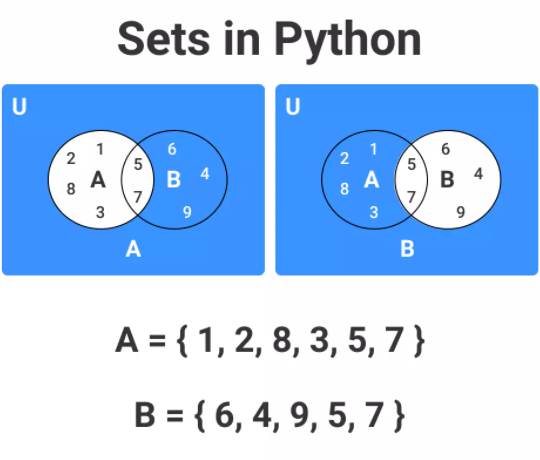 Sets in Python
U
1
2
5
6
A
B
4
8
7
3
9
A
U
1
2
5
6
A
B
4
8
7
3
9
B
A = { 1, 2, 8, 3, 5, 7 }
B = { 6, 4, 9, 5, 7 }